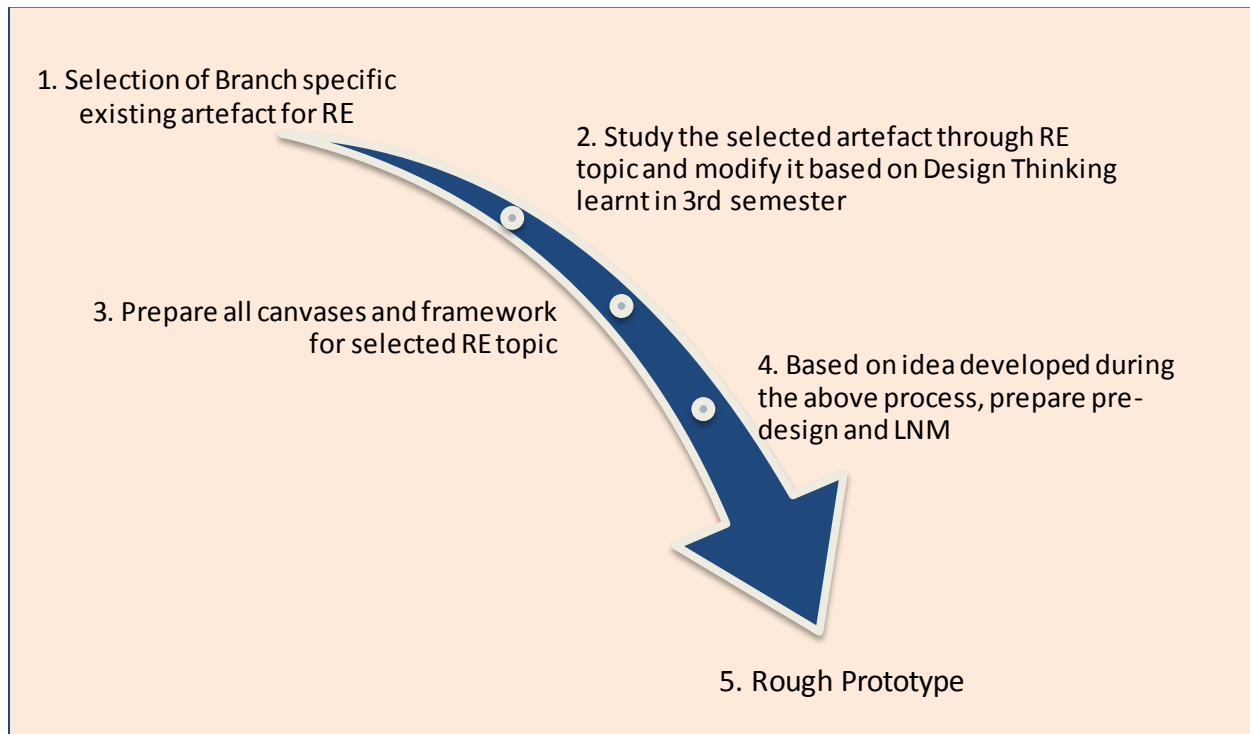 1. Selection of Branch specific
existing artefact for RE
2. Study the selected artefact through RE
topic and modify it based on Design Thinking
learnt in 3rd semester
3. Prepare all canvases and framework
for selected RE topic
4. Based on idea developed during
the above process, prepare pre-
design and LNM
5. Rough Prototype